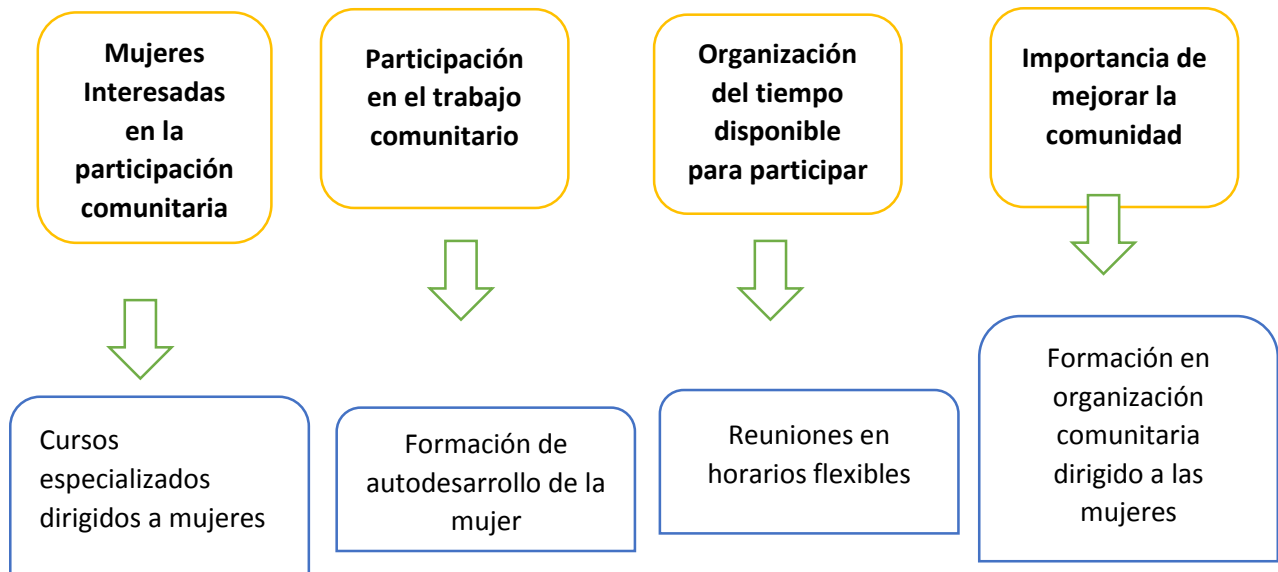 Mujeres
Interesadas
en la
participación
comunitaria
Participación
en el trabajo
comunitario
Organización
del tiempo
disponible
para participar
Importancia de
mejorar la
comunidad
Cursos
especializados
dirigidos a mujeres
Formación de
autodesarrollo de la
mujer
Reuniones en
horarios flexibles
Formación en
organización
comunitaria
dirigido a las
mujeres